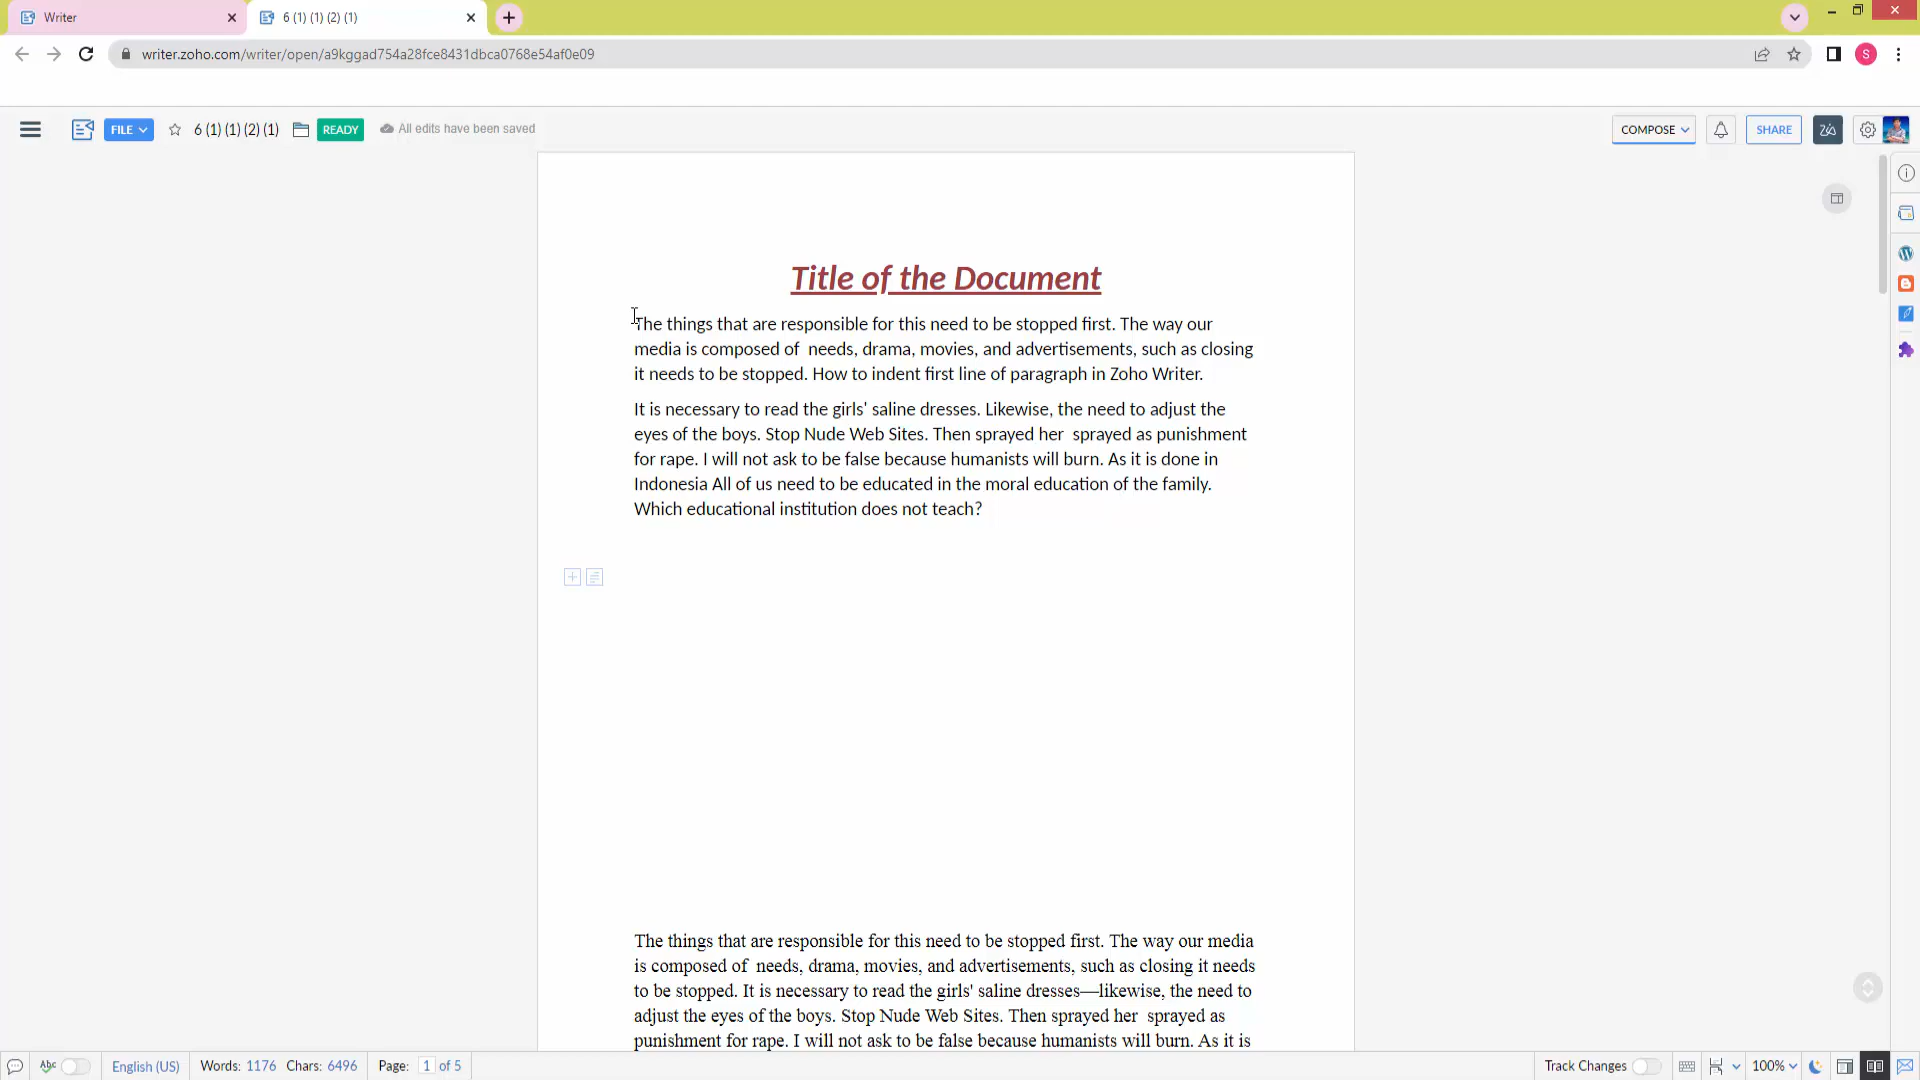 Writer
6 (1) (1) (2) (1)
S
writer.zoho.com/writer/open/a9kggad754a28fce8431dbca0768e54af0e09
FILE
6 (1) (1) (2) (1)
READY
All edits have been saved
COMPOSE
SHARE
Title of the Document
The things that are responsible for this need to be stopped first. The way our
media is composed of  needs, drama, movies, and advertisements, such as closing
it needs to be stopped. How to indent first line of paragraph in Zoho Writer.
It is necessary to read the girls' saline dresses. Likewise, the need to adjust the
eyes of the boys. Stop Nude Web Sites. Then sprayed her  sprayed as punishment
for rape. I will not ask to be false because humanists will burn. As it is done in
Indonesia All of us need to be educated in the moral education of the family.
Which educational institution does not teach?
The things that are responsible for this need to be stopped first. The way our media
is composed of  needs, drama, movies, and advertisements, such as closing it needs
to be stopped. It is necessary to read the girls' saline dresses—likewise, the need to
adjust the eyes of the boys. Stop Nude Web Sites. Then sprayed her  sprayed as
punishment for rape. I will not ask to be false because humanists will burn. As it is
Abc
English (US)
Words: 1176
Chars: 6496
Page: 1 of 5
Track Changes
100%